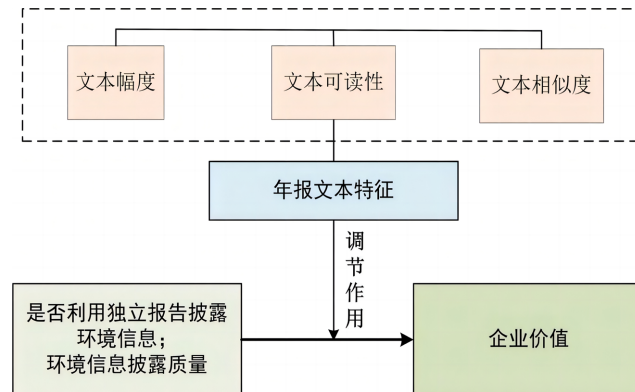 文本幅度
文本可读性
文本相似度
年报文本特征
调节作用
是否利用独立报告披露
环境信息；
环境信息披露质量
企业价值